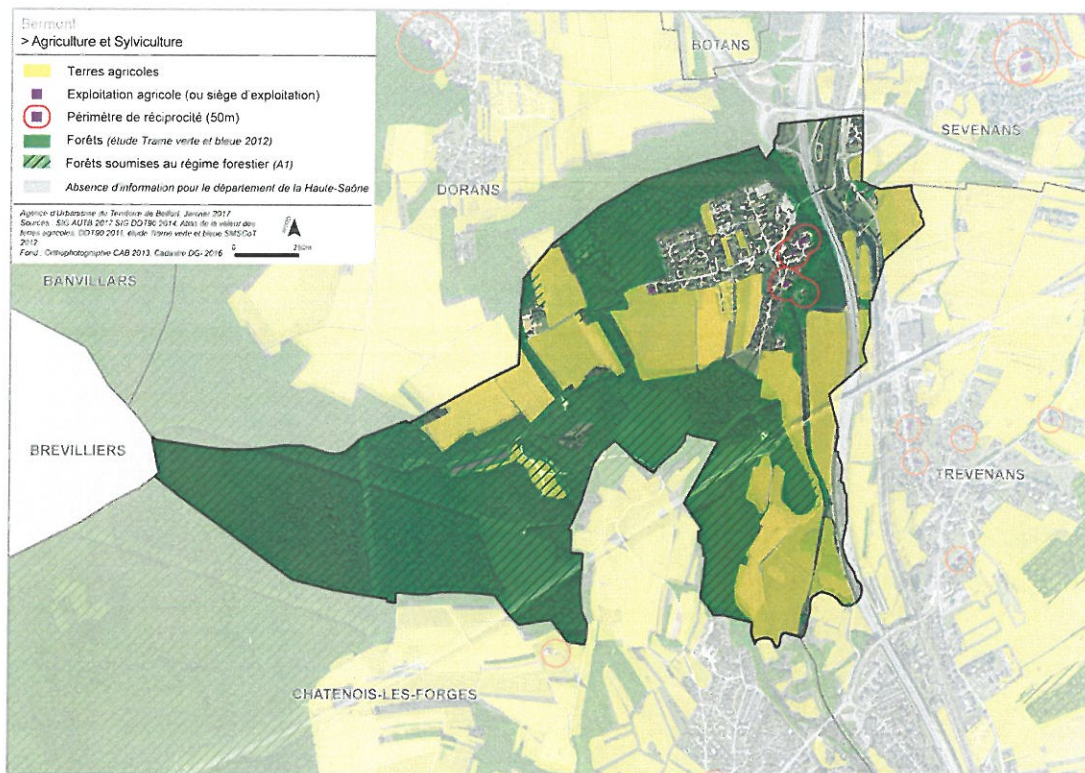 Bermont
> Agriculture et Sylviculture
Terres agricoles
Exploitation agricole (ou siège d'exploitation)
Périmètre de réciprocité (50m)
Forêts (étude Trame verte et bleue 2012)
Forêts soumises au régime forestier (A1)
Absence d'information pour le département de la Haute-Saône
Agence d'Urbanisme du Territoire de Belfort, Janvier 2017
Sources : SIG AUTB 2017, SIG DDT90 2014, Atlas de la valeur des
terres agricoles, DDT90 2011, étude Trame verte et bleue SMSCoT
2012
Fond : Orthophotographie CAB 2013, Cadastre DGI 2016
0 250m
BOTANS
SEVENANS
DORANS
BANVILLARS
BREVILLIERS
TREVENANS
CHATENOIS-LES-FORGES